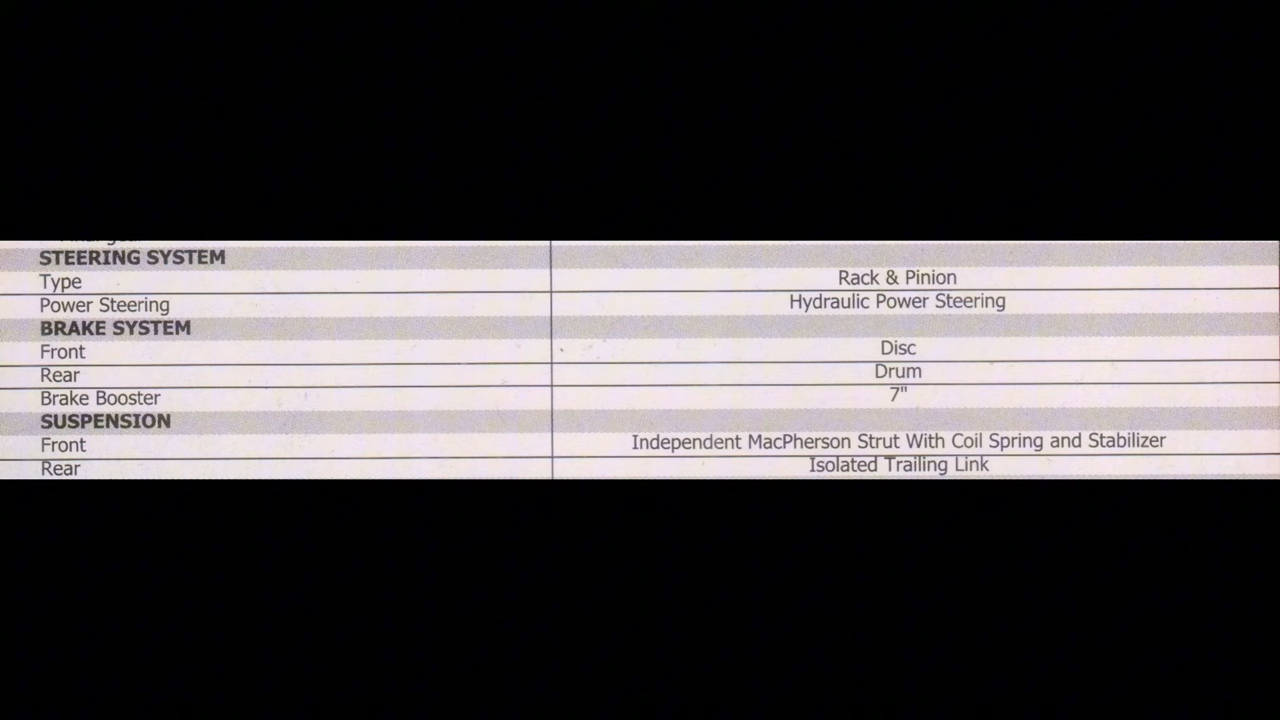 STEERING SYSTEM
Type Rack & Pinion
Power Steering Hydraulic Power Steering
BRAKE SYSTEM
Front Disc
Rear Drum
Brake Booster 7"
SUSPENSION
Front Independent MacPherson Strut With Coil Spring and Stabilizer
Rear Isolated Trailing Link